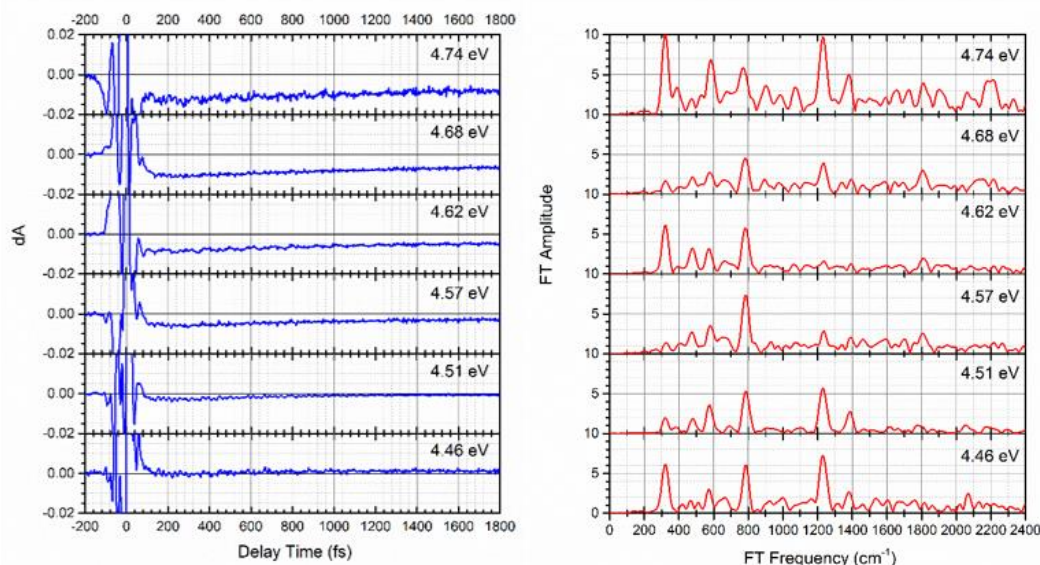 -200 0 200 400 600 800 1000 1200 1400 1600 1800
0.02
4.74 eV
0.00
-0.02
4.68 eV
0.00
-0.02
4.62 eV
0.00
-0.02
4.57 eV
0.00
-0.02
4.51 eV
0.00
-0.02
4.46 eV
0.00
-0.02
-200 0 200 400 600 800 1000 1200 1400 1600 1800
Delay Time (fs)
dA
10
4.74 eV
5
10
4.68 eV
5
10
4.62 eV
5
10
4.57 eV
5
10
4.51 eV
5
10
4.46 eV
5
0
0 200 400 600 800 1000 1200 1400 1600 1800 2000 2200 2400
FT Frequency (cm⁻¹)
FT Amplitude